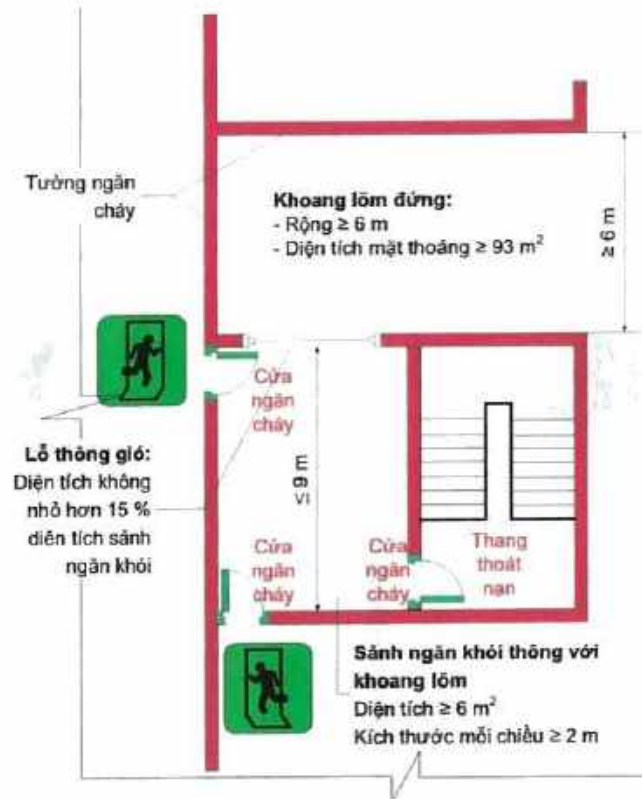 Tường ngăn
cháy
Khoang lõm đứng:
- Rộng ≥ 6 m
- Diện tích mặt thoáng ≥ 93 m²
≥ 6 m
Cửa
ngăn
cháy
≤ 9 m
Lỗ thông gió:
Diện tích không
nhỏ hơn 15 %
diên tích sảnh
ngăn khói
Cửa
ngăn
cháy
Cửa
ngăn
cháy
Thang
thoát
nạn
Sảnh ngăn khói thông với
khoang lõm
Diện tích ≥ 6 m²
Kích thước mỗi chiều ≥ 2 m